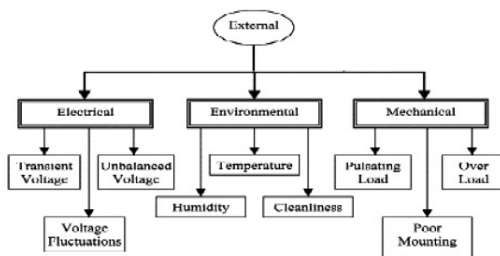 External
Electrical
Environmental
Mechanical
Transient
Voltage
Unbalanced
Voltage
Temperature
Pulsating
Load
Over
Load
Humidity
Cleanliness
Voltage
Fluctuations
Poor
Mounting